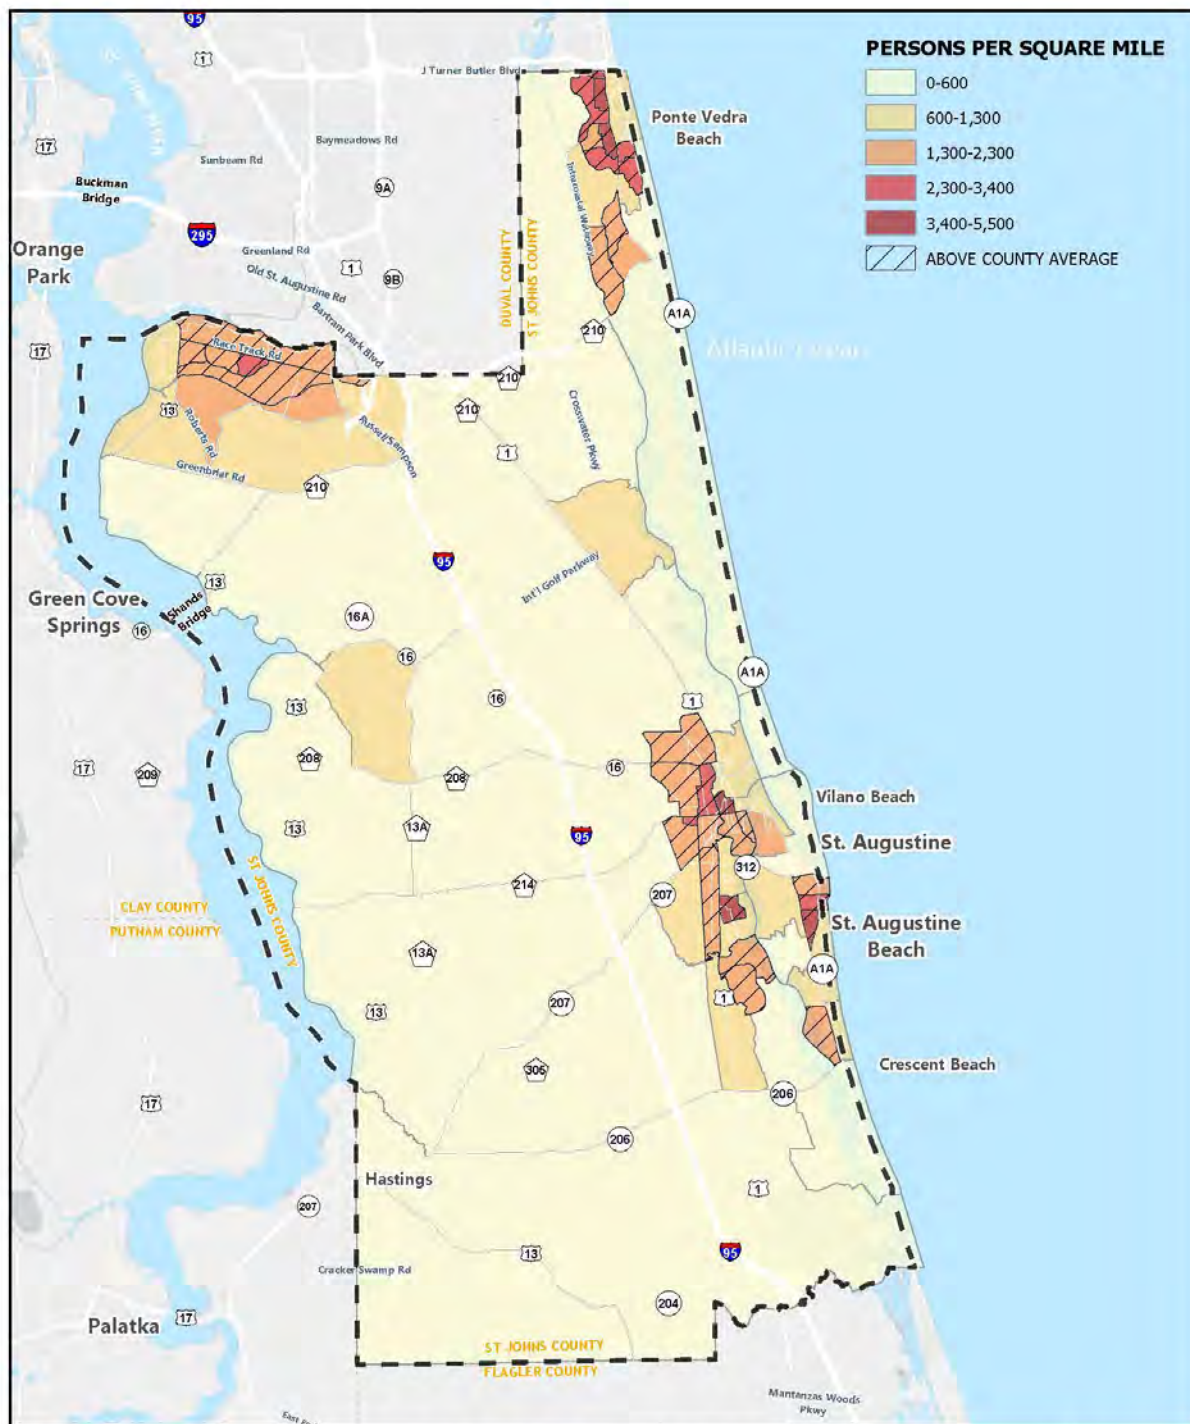 95
1
J Turner Butler Blvd
PERSONS PER SQUARE MILE
0-600
600-1,300
1,300-2,300
2,300-3,400
3,400-5,500
ABOVE COUNTY AVERAGE
Ponte Vedra
Beach
17
Baymeadows Rd
Sunbeam Rd
Buckman
Bridge
9A
295
Orange
Park
Greenland Rd
Old St. Augustine Rd
1
9B
Intracoastal Waterway
DUVAL COUNTY
ST JOHNS COUNTY
Bartram Park Blvd
A1A
210
17
Race Track Rd
210
13
Roberts Rd
210
Crosswater Pkwy
Russell Sampson
1
Greenbriar Rd
210
95
Int'l Golf Parkway
13
Green Cove
Springs
Shands
Bridge
16
16A
16
16
13
A1A
1
208
17
209
208
16
Vilano Beach
13
13A
95
St. Augustine
312
214
207
CLAY COUNTY
PUTNAM COUNTY
ST JOHNS COUNTY
St. Augustine
Beach
13A
A1A
1
207
13
305
Crescent Beach
206
17
206
Hastings
1
207
13
95
Cracker Swamp Rd
204
Palatka
17
ST JOHNS COUNTY
FLAGLER COUNTY
Mantanzas Woods
Pkwy